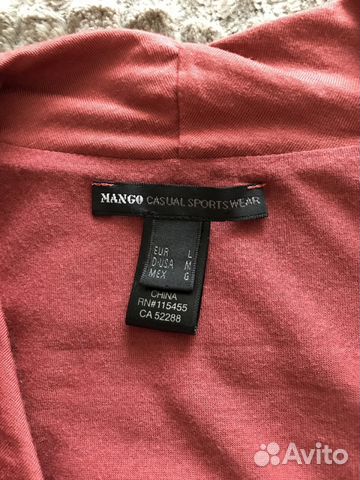 MANGO CASUAL SPORTSWEAR
EUR L
D·USA M
MEX G
CHINA
RN#115455
CA 52288
Avito